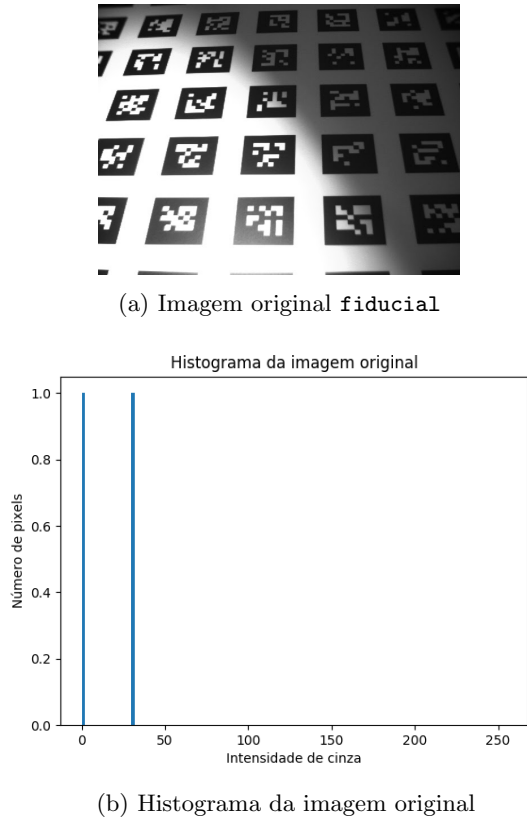 (a) Imagem original fiducial
Histograma da imagem original
1.0
0.8
0.6
0.4
0.2
0.0
Número de pixels
0 50 100 150 200 250
Intensidade de cinza
(b) Histograma da imagem original